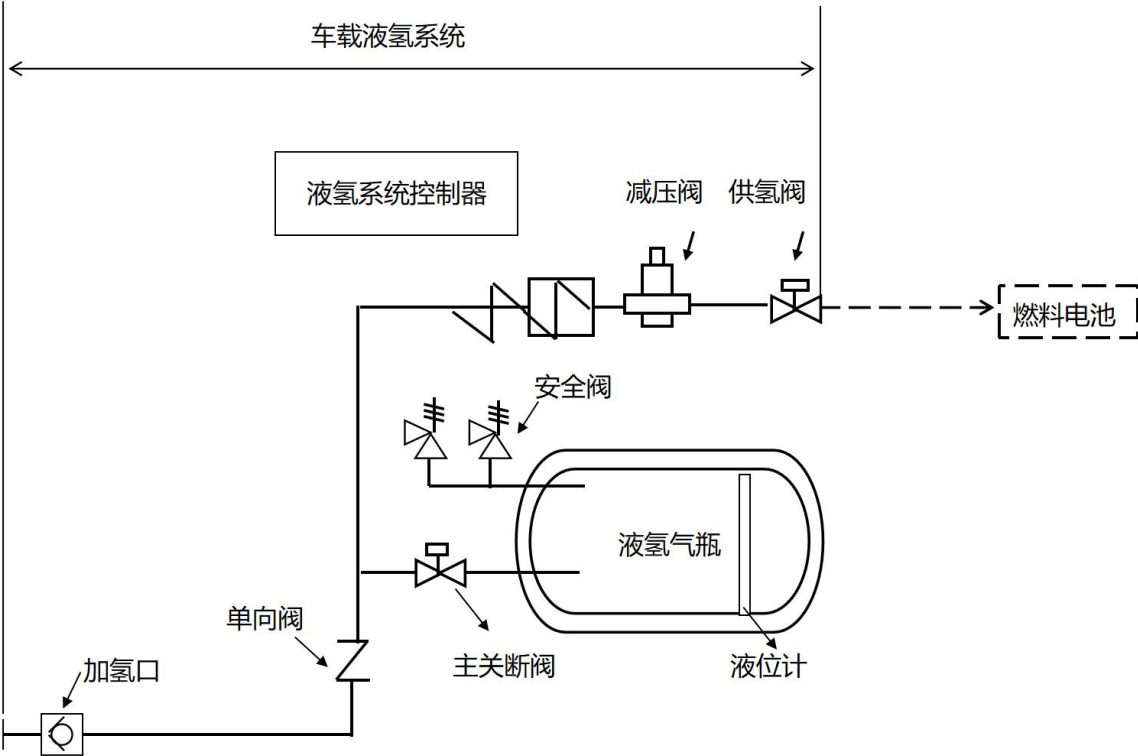 车载液氢系统
液氢系统控制器
减压阀
供氢阀
燃料电池
安全阀
液氢气瓶
单向阀
主关断阀
液位计
加氢口